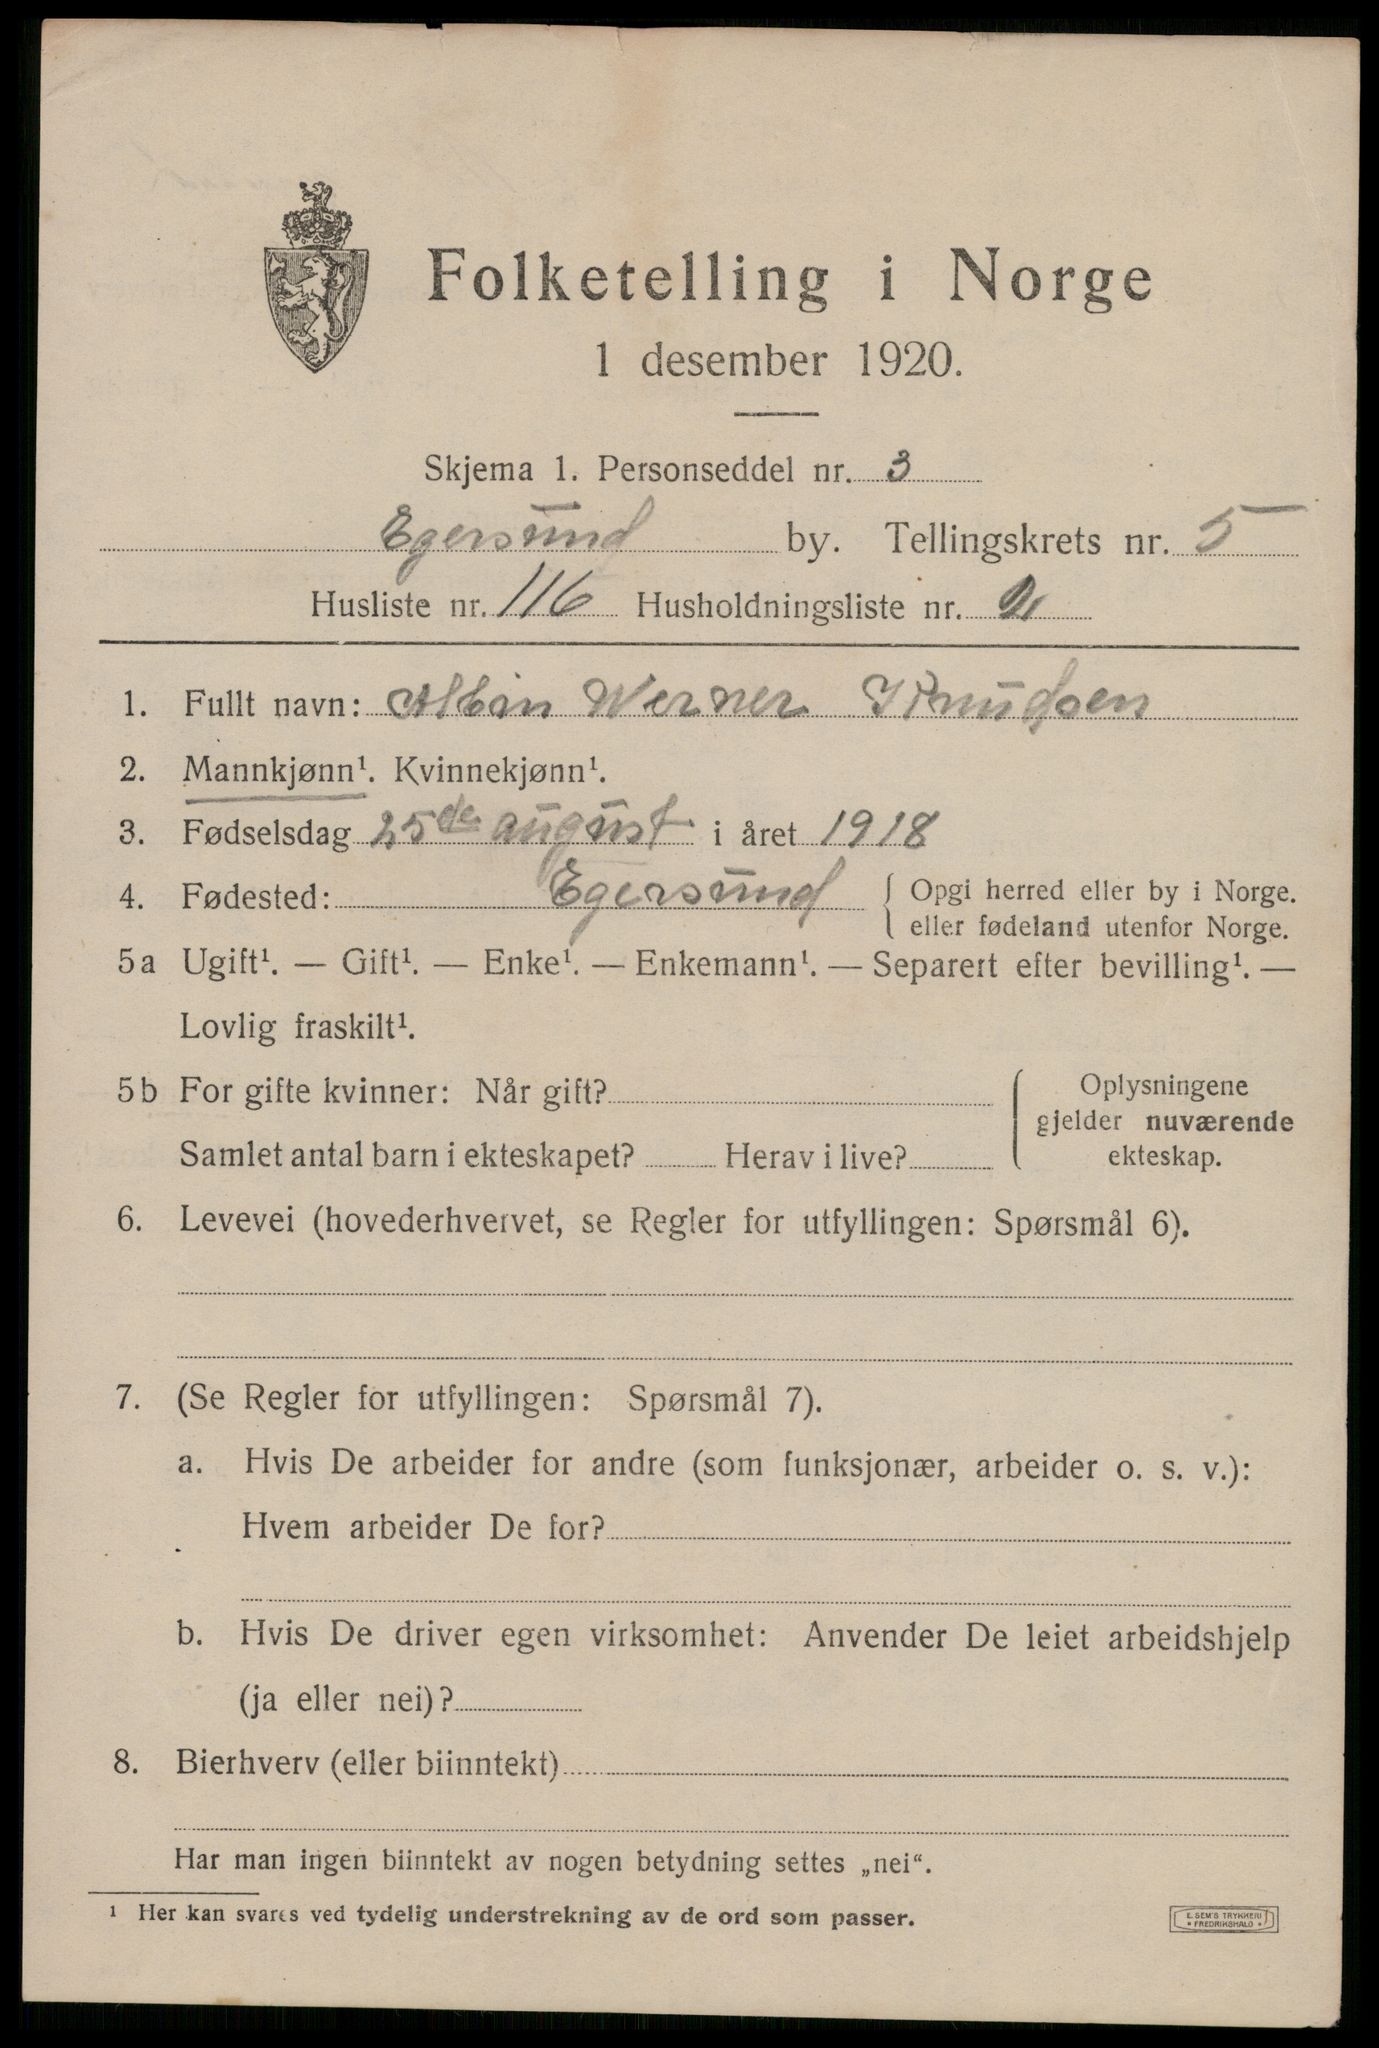 Folketelling i Norge
1 desember 1920.
Skjema 1. Personseddel nr. 3
Egersund by. Tellingskrets nr. 5
Husliste nr. 116 Husholdningsliste nr.
1. Fullt navn: Albin Werner Knudsen
2. Mannkjønn¹. Kvinnekjønn¹.
3. Fødselsdag 25de august i året 1918
4. Fødested: Egersund { Opgi herred eller by i Norge.
eller fødeland utenfor Norge.
5a Ugift¹. — Gift¹. — Enke¹. — Enkemann¹. — Separert efter bevilling¹. —
Lovlig fraskilt¹.
5b For gifte kvinner: Når gift?
Samlet antal barn i ekteskapet? Herav i live?
Oplysningene
gjelder nuværende
ekteskap.
6. Levevei (hovederhvervet, se Regler for utfyllingen: Spørsmål 6).
7. (Se Regler for utfyllingen: Spørsmål 7).
a. Hvis De arbeider for andre (som funksjonær, arbeider o. s. v.):
Hvem arbeider De for?
b. Hvis De driver egen virksomhet: Anvender De leiet arbeidshjelp
(ja eller nei)?
8. Bierhverv (eller biinntekt)
Har man ingen biinntekt av nogen betydning settes „nei“.
¹ Her kan svares ved tydelig understrekning av de ord som passer.
E. SEM'S TRYKKERI
• FREDRIKSHALD •